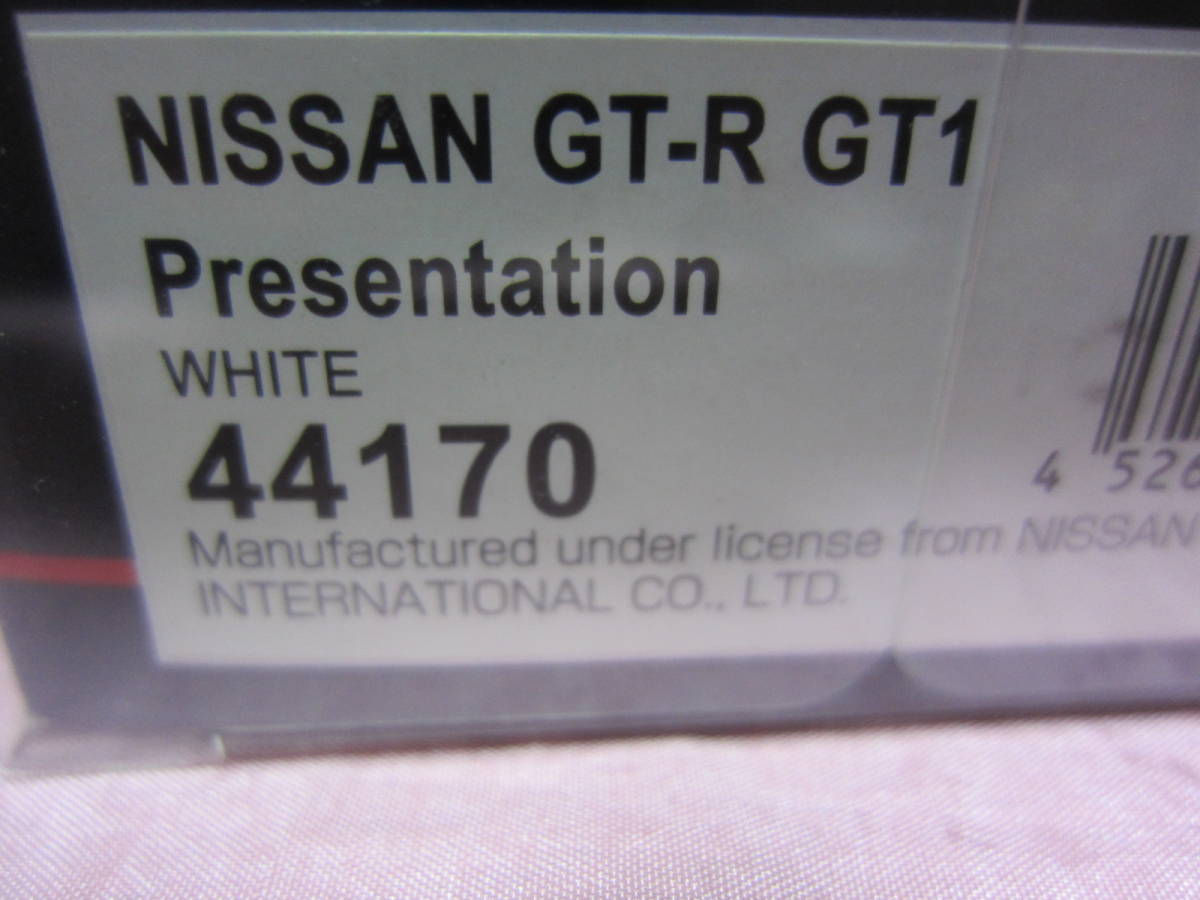 NISSAN GT-R GT1
Presentation
WHITE
44170
4 526
Manufactured under license from NISSAN
INTERNATIONAL CO., LTD.